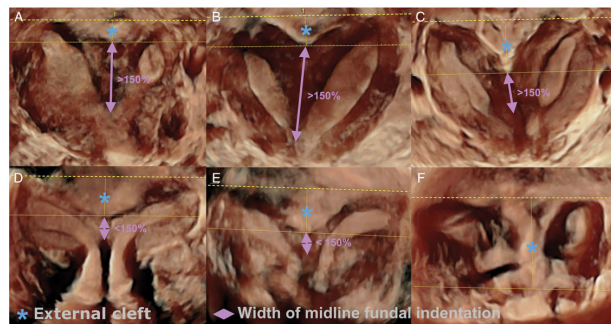 A
B
C
>150%
>150%
>150%
D
E
F
<150%
< 150%
* External cleft
Width of midline fundal indentation